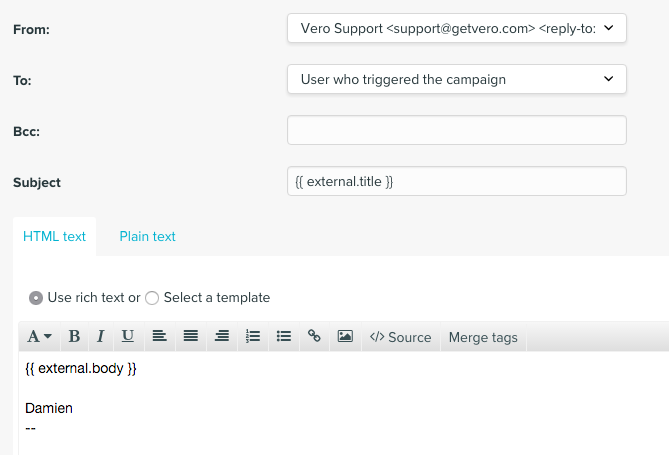 From: Vero Support <support@getvero.com> <reply-to:
To: User who triggered the campaign
Bcc:
Subject {{ external.title }}
HTML text Plain text
Use rich text or Select a template
A B I U </> Source Merge tags
{{ external.body }}
Damien
--